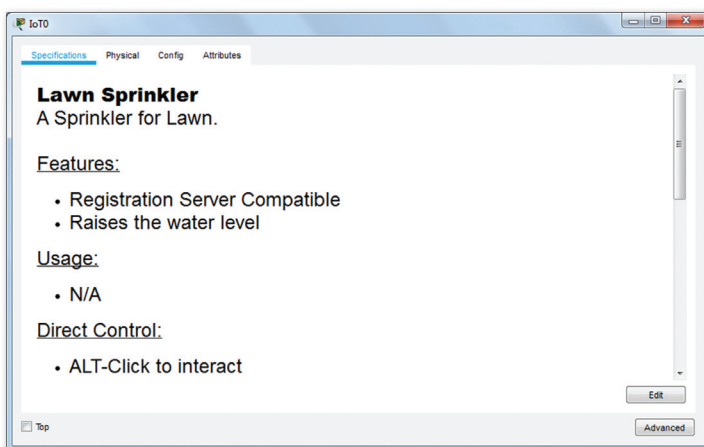 IoT0
Specifications Physical Config Attributes
Lawn Sprinkler
A Sprinkler for Lawn.
Features:
• Registration Server Compatible
• Raises the water level
Usage:
• N/A
Direct Control:
• ALT-Click to interact
Edit
Top
Advanced